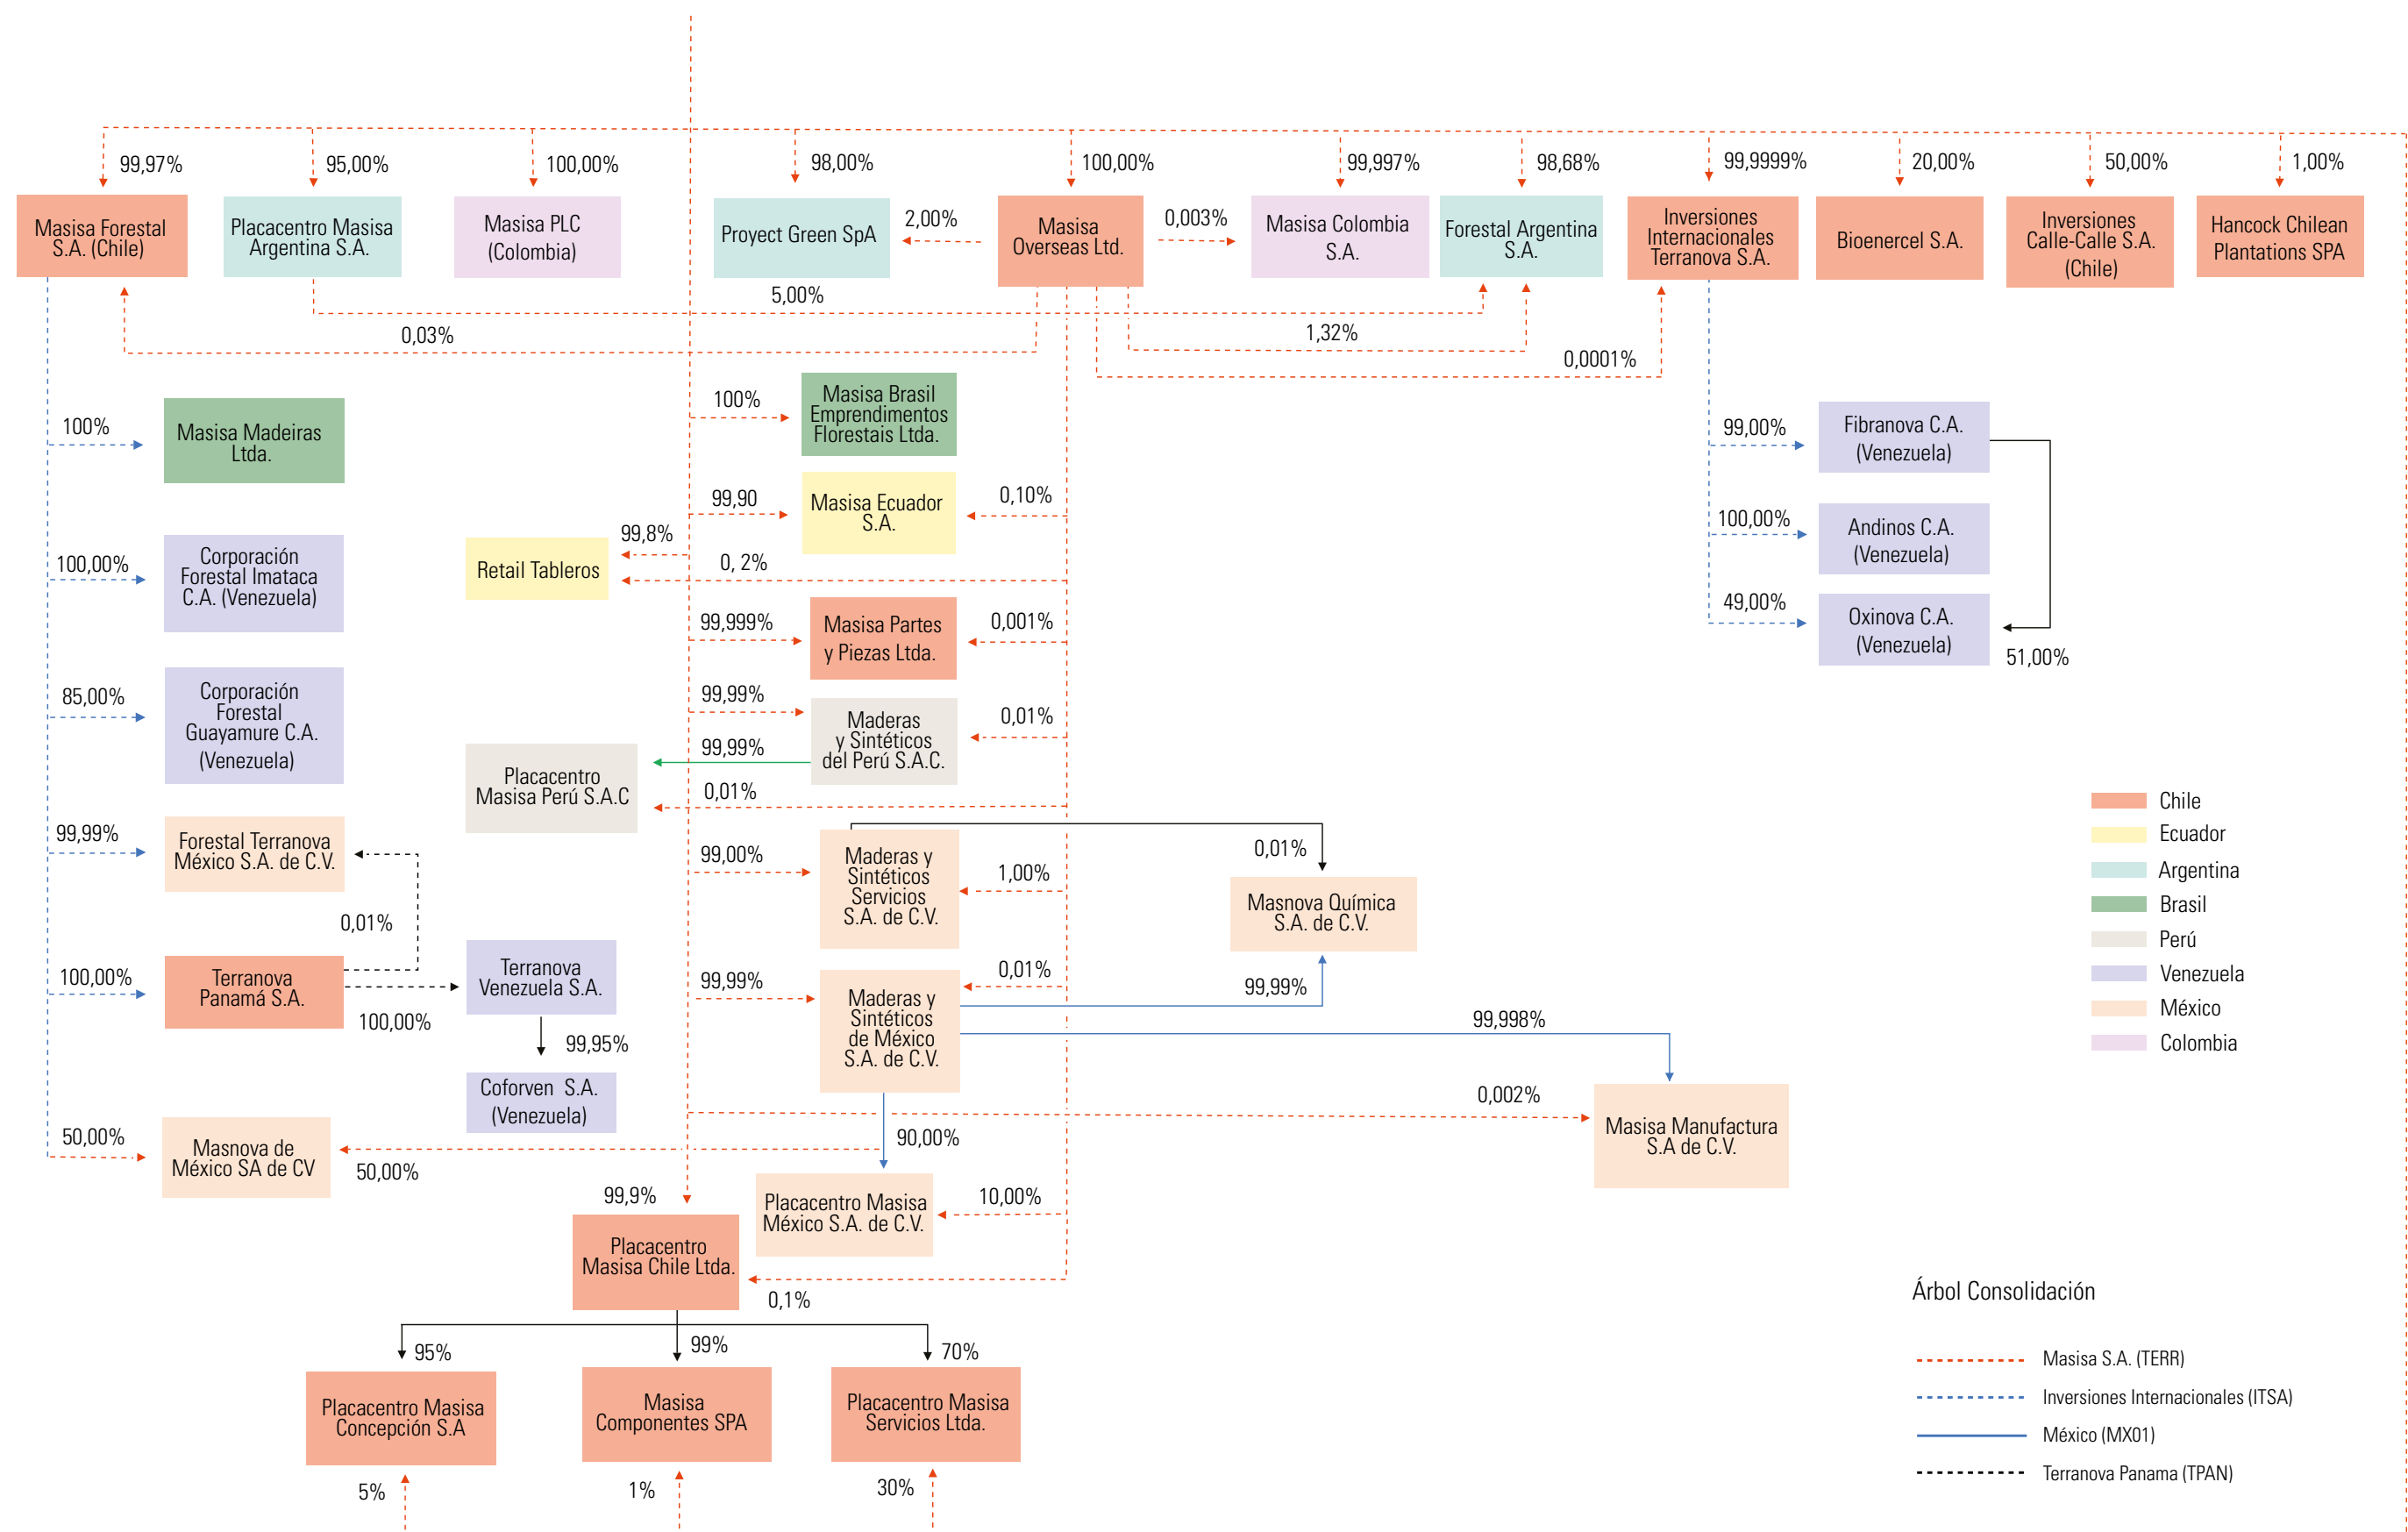 99,97%
95,00%
100,00%
98,00%
100,00%
99,997%
98,68%
99,9999%
20,00%
50,00%
1,00%
Masisa Forestal
S.A. (Chile)
Placacentro Masisa
Argentina S.A.
Masisa PLC
(Colombia)
Proyect Green SpA
2,00%
Masisa
Overseas Ltd.
0,003%
Masisa Colombia
S.A.
Forestal Argentina
S.A.
Inversiones
Internacionales
Terranova S.A.
Bioenercel S.A.
Inversiones
Calle-Calle S.A.
(Chile)
Hancock Chilean
Plantations SPA
5,00%
0,03%
1,32%
0,0001%
100%
Masisa Madeiras
Ltda.
100%
Masisa Brasil
Emprendimentos
Florestais Ltda.
99,00%
Fibranova C.A.
(Venezuela)
99,90
Masisa Ecuador
S.A.
0,10%
99,8%
Retail Tableros
0, 2%
100,00%
Andinos C.A.
(Venezuela)
100,00%
Corporación
Forestal Imataca
C.A. (Venezuela)
99,999%
Masisa Partes
y Piezas Ltda.
0,001%
49,00%
Oxinova C.A.
(Venezuela)
51,00%
85,00%
Corporación
Forestal
Guayamure C.A.
(Venezuela)
99,99%
Maderas
y Sintéticos
del Perú S.A.C.
0,01%
99,99%
Placacentro
Masisa Perú S.A.C
0,01%
99,99%
Forestal Terranova
México S.A. de C.V.
99,00%
Maderas y
Sintéticos
Servicios
S.A. de C.V.
1,00%
0,01%
Masnova Química
S.A. de C.V.
0,01%
100,00%
Terranova
Panamá S.A.
100,00%
Terranova
Venezuela S.A.
99,95%
Coforven S.A.
(Venezuela)
99,99%
Maderas y
Sintéticos
de México
S.A. de C.V.
0,01%
99,99%
99,998%
0,002%
Masisa Manufactura
S.A de C.V.
50,00%
Masnova de
México SA de CV
50,00%
90,00%
Placacentro Masisa
México S.A. de C.V.
10,00%
99,9%
Placacentro
Masisa Chile Ltda.
0,1%
95%
99%
70%
Placacentro Masisa
Concepción S.A
Masisa
Componentes SPA
Placacentro Masisa
Servicios Ltda.
5%
1%
30%
Chile
Ecuador
Argentina
Brasil
Perú
Venezuela
México
Colombia
Árbol Consolidación
Masisa S.A. (TERR)
Inversiones Internacionales (ITSA)
México (MX01)
Terranova Panama (TPAN)